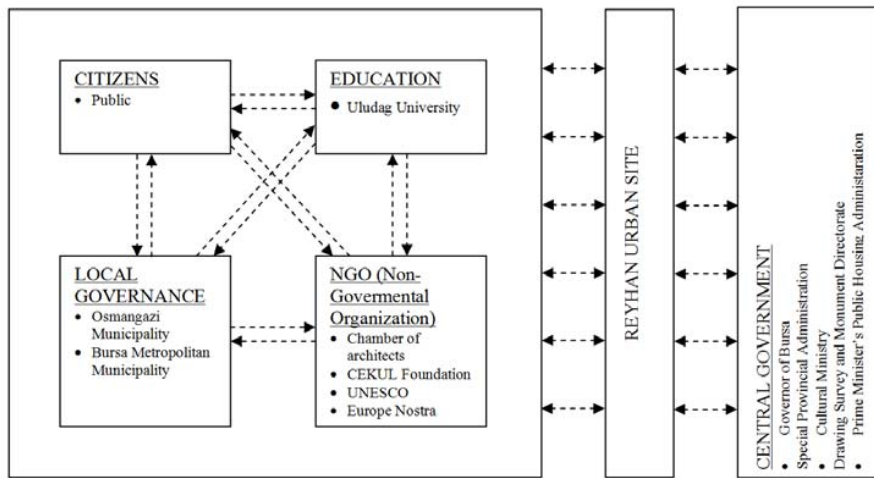 CITIZENS
• Public
EDUCATION
• Uludag University
LOCAL
GOVERNANCE
• Osmangazi
Municipality
• Bursa Metropolitan
Municipality
NGO (Non-
Govermental
Organization)
• Chamber of
architects
• CEKUL Foundation
• UNESCO
• Europe Nostra
REYHAN URBAN SITE
CENTRAL GOVERNMENT
• Governor of Bursa
Special Provincial Administration
• Cultural Ministry
Drawing Survey and Monument Directorate
• Prime Minister's Public Housing Administaration